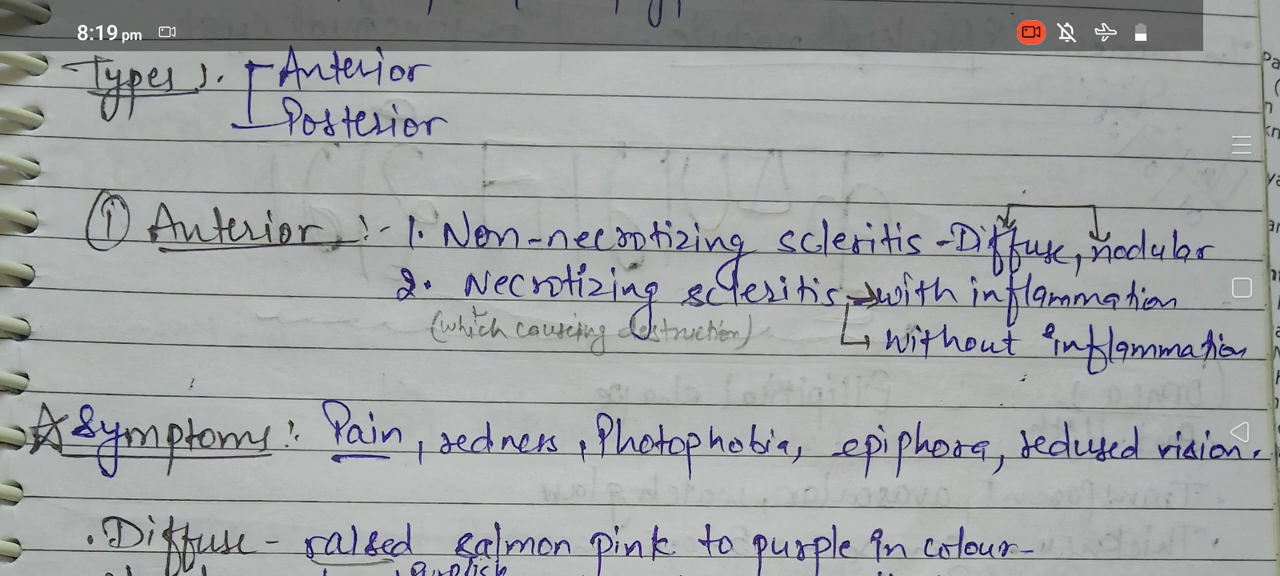 8:19 pm
Types :- Anterior
Posterior
① Anterior :- 1. Non-necrotizing scleritis - Diffuse, nodular
2. Necrotizing scleritis → with inflammation
(which causing destruction) ↳ without inflammation
☆ Symptoms :- Pain, redness, Photophobia, epiphora, redused vision.
. Diffuse - raised salmon pink to purple in colour-